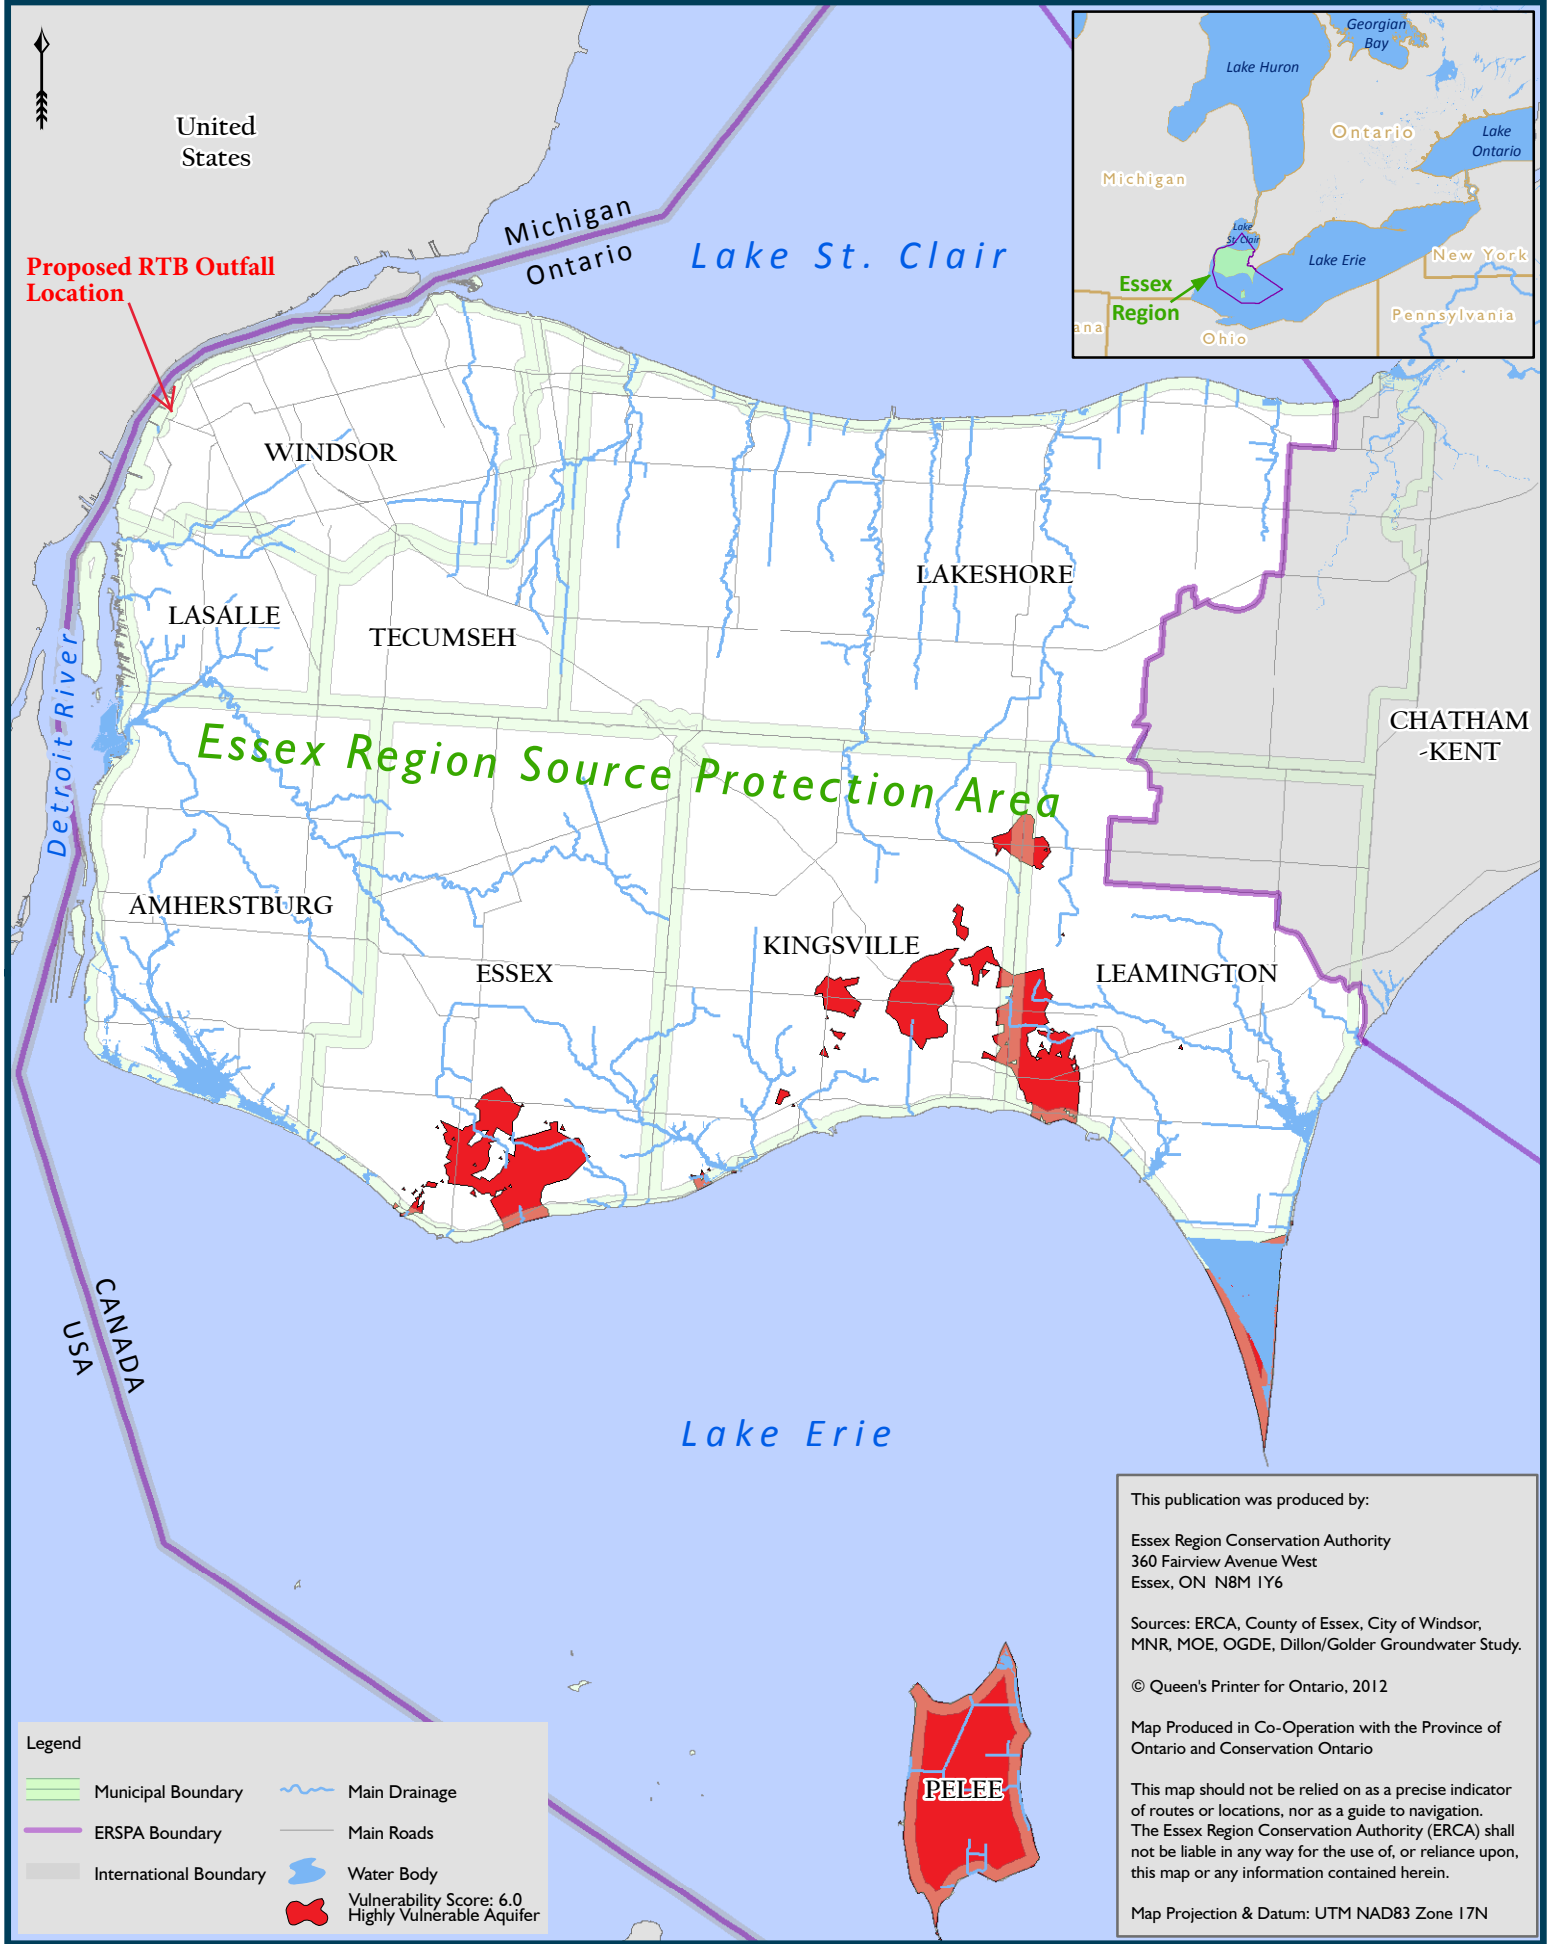 United
States
Proposed RTB Outfall
Location
Michigan
Ontario
Lake St. Clair
Georgian
Bay
Lake Huron
Ontario
Lake
Ontario
Michigan
Lake
St. Clair
Lake Erie
New York
Essex
Region
Pennsylvania
ana
Ohio
WINDSOR
LAKESHORE
LASALLE
TECUMSEH
Detroit River
CHATHAM
-KENT
Essex Region Source Protection Area
AMHERSTBURG
KINGSVILLE
ESSEX
LEAMINGTON
CANADA
USA
Lake Erie
PELEE
Legend
Municipal Boundary
ERSPA Boundary
International Boundary
Main Drainage
Main Roads
Water Body
Vulnerability Score: 6.0
Highly Vulnerable Aquifer
This publication was produced by:
Essex Region Conservation Authority
360 Fairview Avenue West
Essex, ON N8M 1Y6
Sources: ERCA, County of Essex, City of Windsor,
MNR, MOE, OGDE, Dillon/Golder Groundwater Study.
© Queen's Printer for Ontario, 2012
Map Produced in Co-Operation with the Province of
Ontario and Conservation Ontario
This map should not be relied on as a precise indicator
of routes or locations, nor as a guide to navigation.
The Essex Region Conservation Authority (ERCA) shall
not be liable in any way for the use of, or reliance upon,
this map or any information contained herein.
Map Projection & Datum: UTM NAD83 Zone 17N